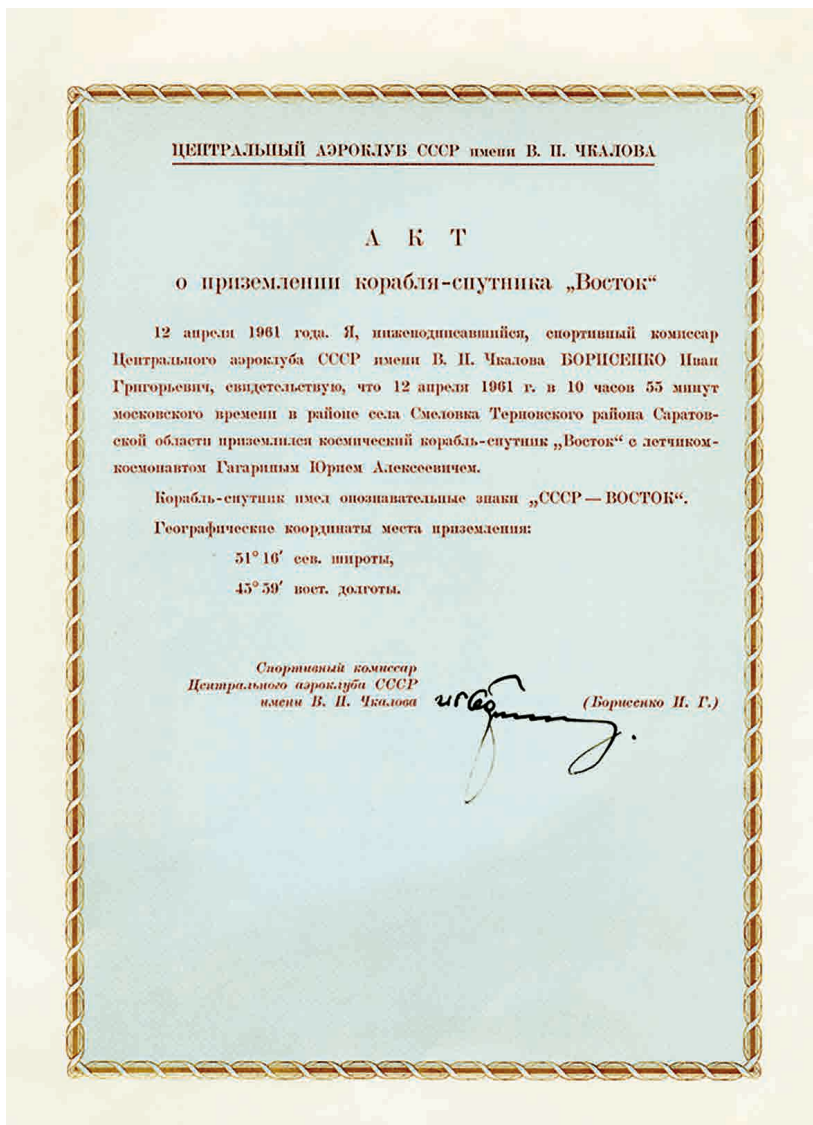 ЦЕНТРАЛЬНЫЙ АЭРОКЛУБ СССР имени В. П. ЧКАЛОВА
АКТ
о приземлении корабля-спутника „Восток“
12 апреля 1961 года. Я, нижеподписавшийся, спортивный комиссар
Центрального аэроклуба СССР имени В. П. Чкалова БОРИСЕНКО Иван
Григорьевич, свидетельствую, что 12 апреля 1961 г. в 10 часов 55 минут
московского времени в районе села Смеловка Терновского района Саратов-
ской области приземлился космический корабль-спутник „Восток“ с летчиком-
космонавтом Гагариным Юрием Алексеевичем.
Корабль-спутник имел опознавательные знаки „СССР — ВОСТОК“.
Географические координаты места приземления:
51° 16′ сев. широты,
45° 59′ вост. долготы.
Спортивный комиссар
Центрального аэроклуба СССР
имени В. П. Чкалова
(Борисенко И. Г.)